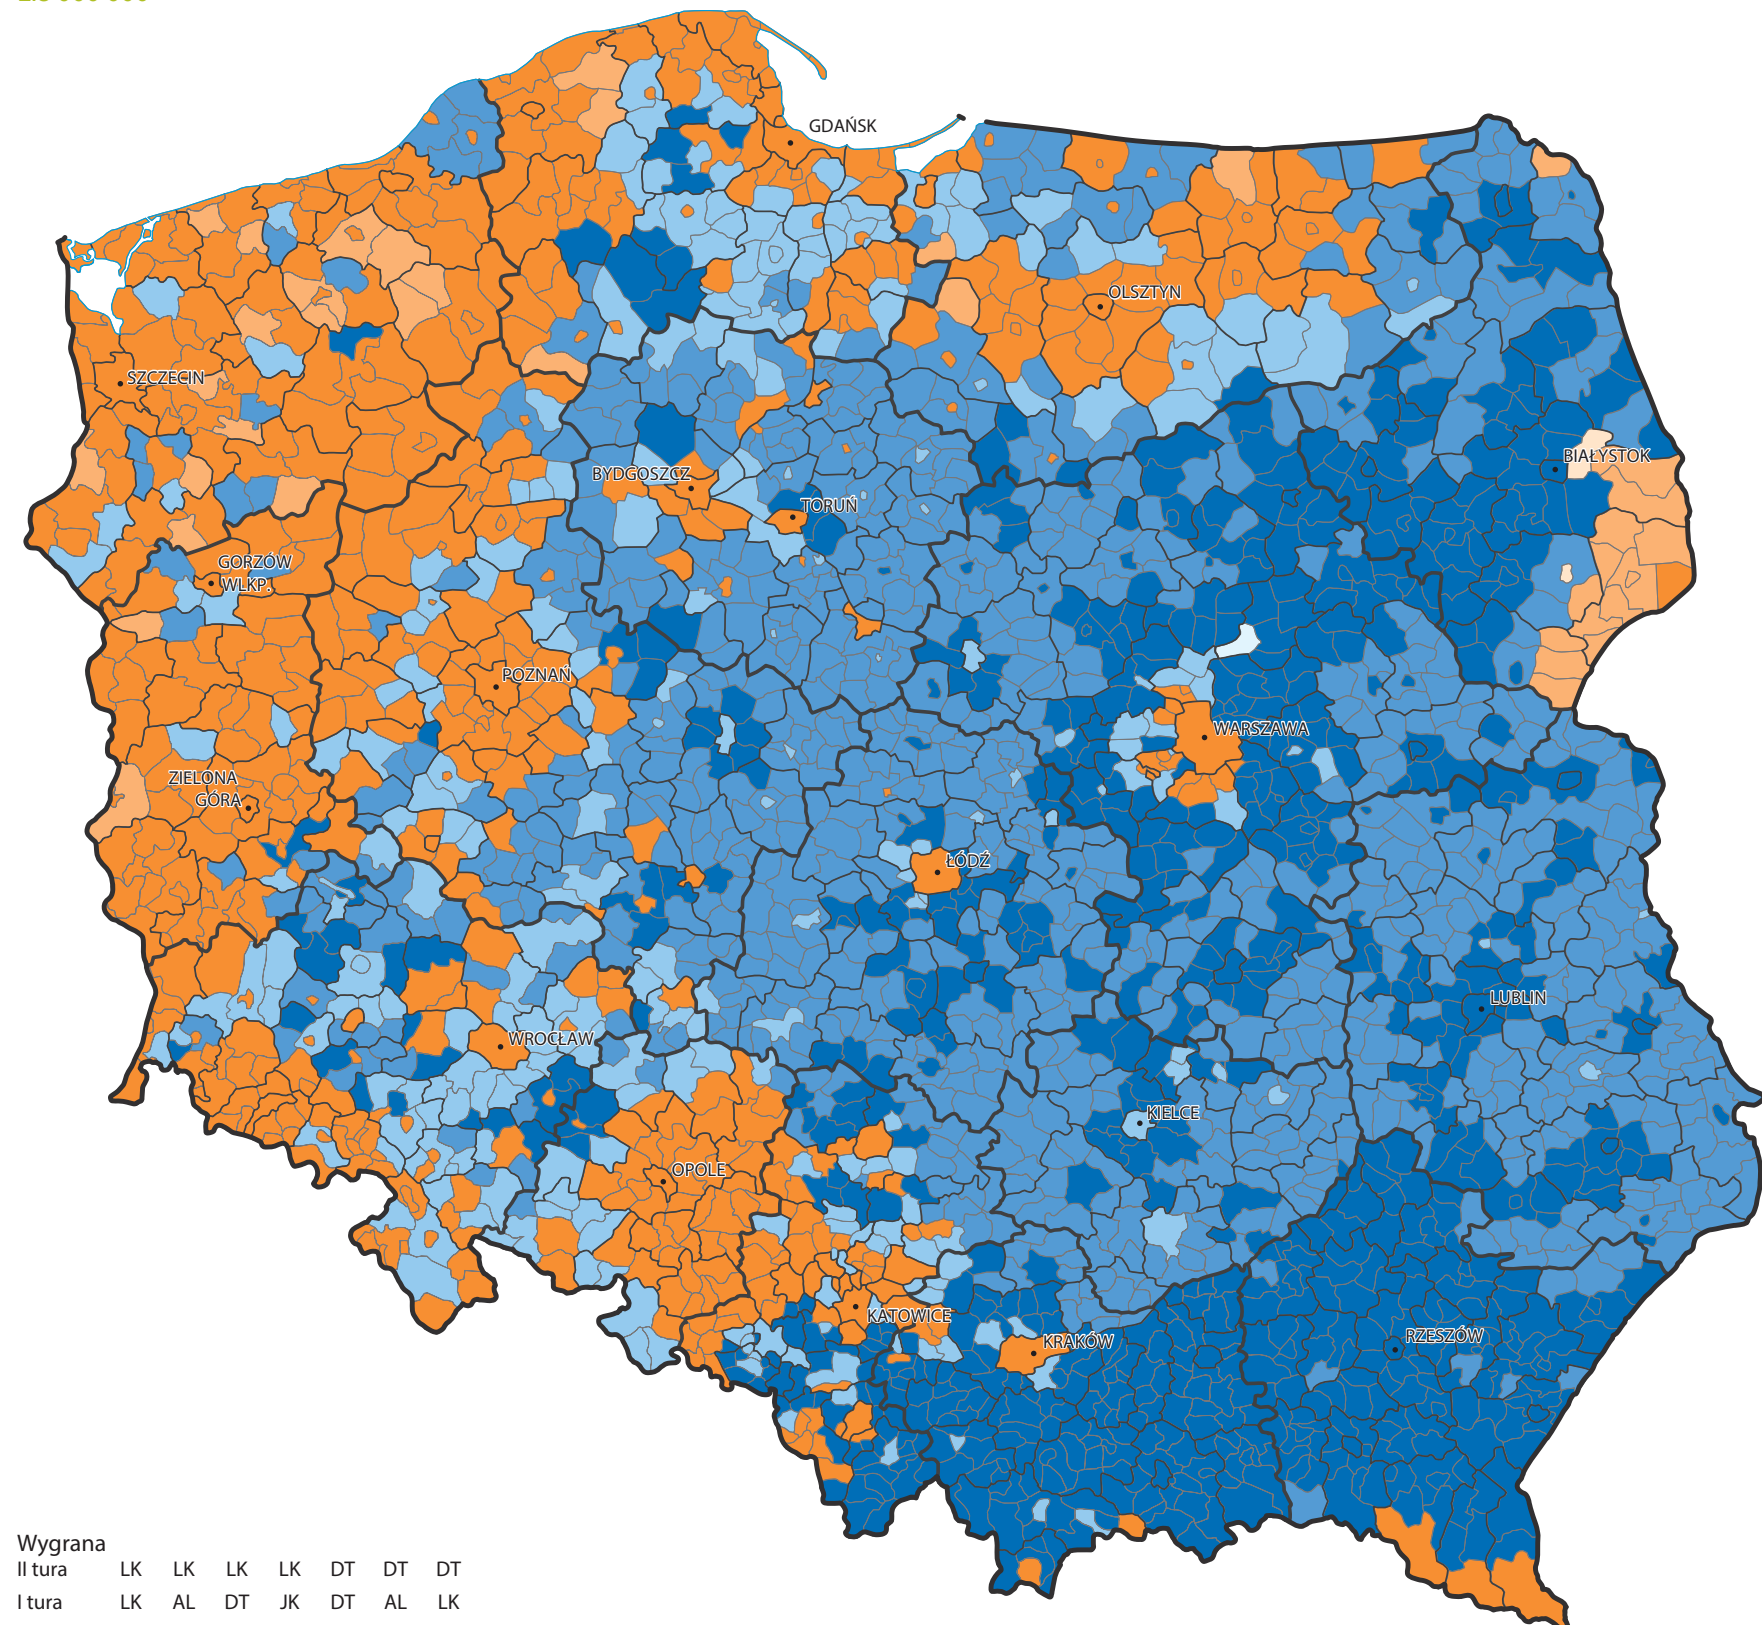 GDAŃSK
OLSZTYN
SZCZECIN
BIAŁYSTOK
BYDGOSZCZ
TORUŃ
GORZÓW
WLKP.
POZNAŃ
WARSZAWA
ZIELONA
GÓRA
ŁÓDŹ
LUBLIN
WROCŁAW
KIELCE
OPOLE
KATOWICE
KRAKÓW
RZESZÓW
Wygrana
II tura LK LK LK LK DT DT DT
I tura LK AL DT JK DT AL LK